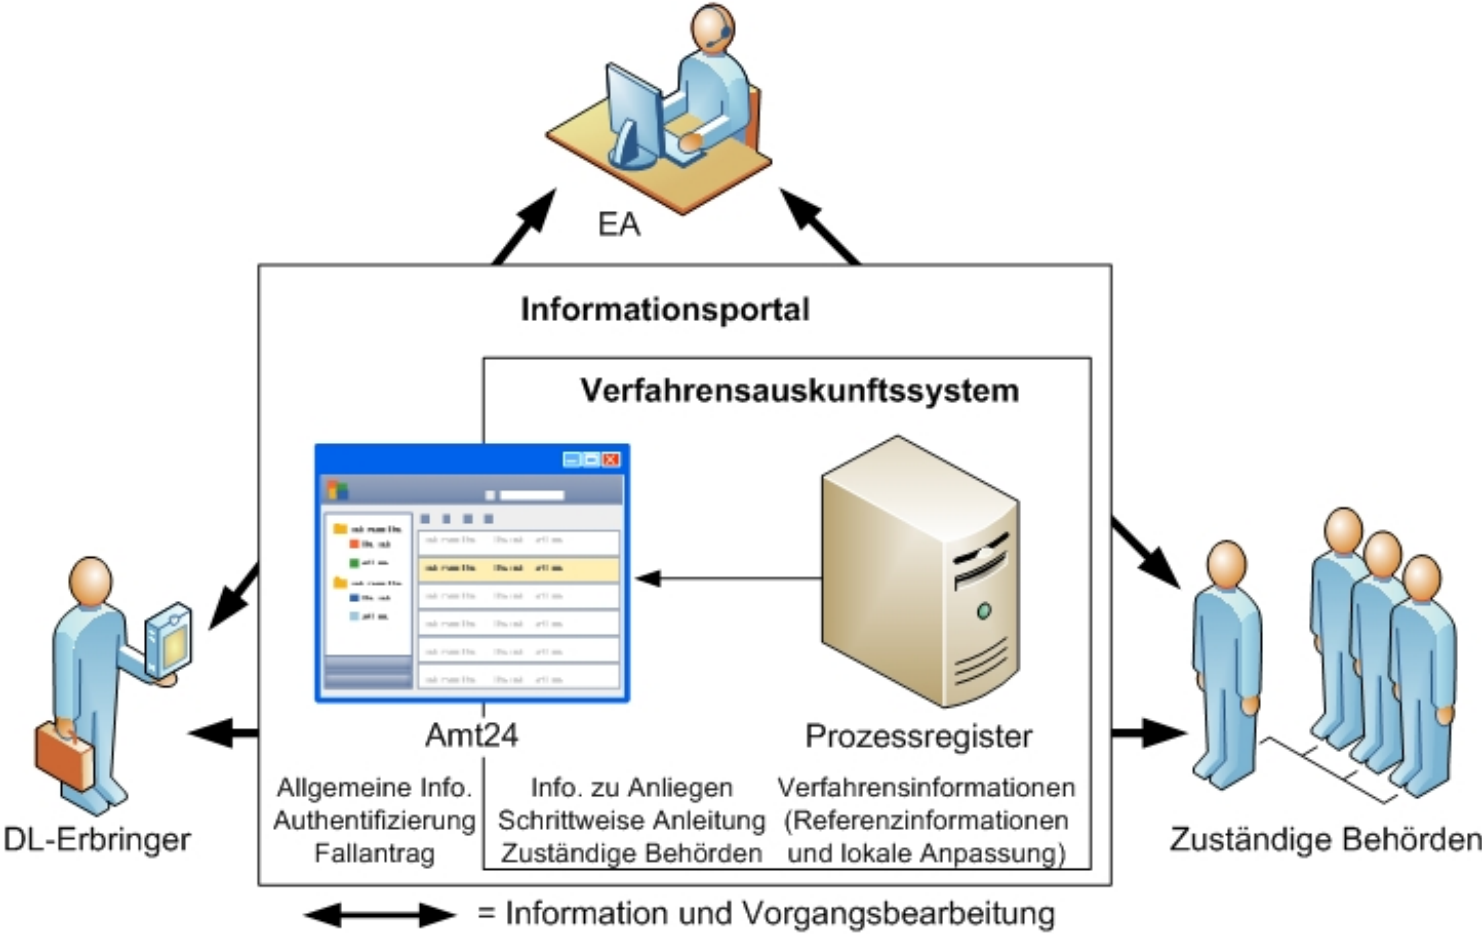 EA
Informationsportal
Verfahrensauskunftssystem
Amt24
Prozessregister
Allgemeine Info.
Authentifizierung
Fallantrag
Info. zu Anliegen
Schrittweise Anleitung
Zuständige Behörden
Verfahrensinformationen
(Referenzinformationen
und lokale Anpassung)
DL-Erbringer
Zuständige Behörden
= Information und Vorgangsbearbeitung